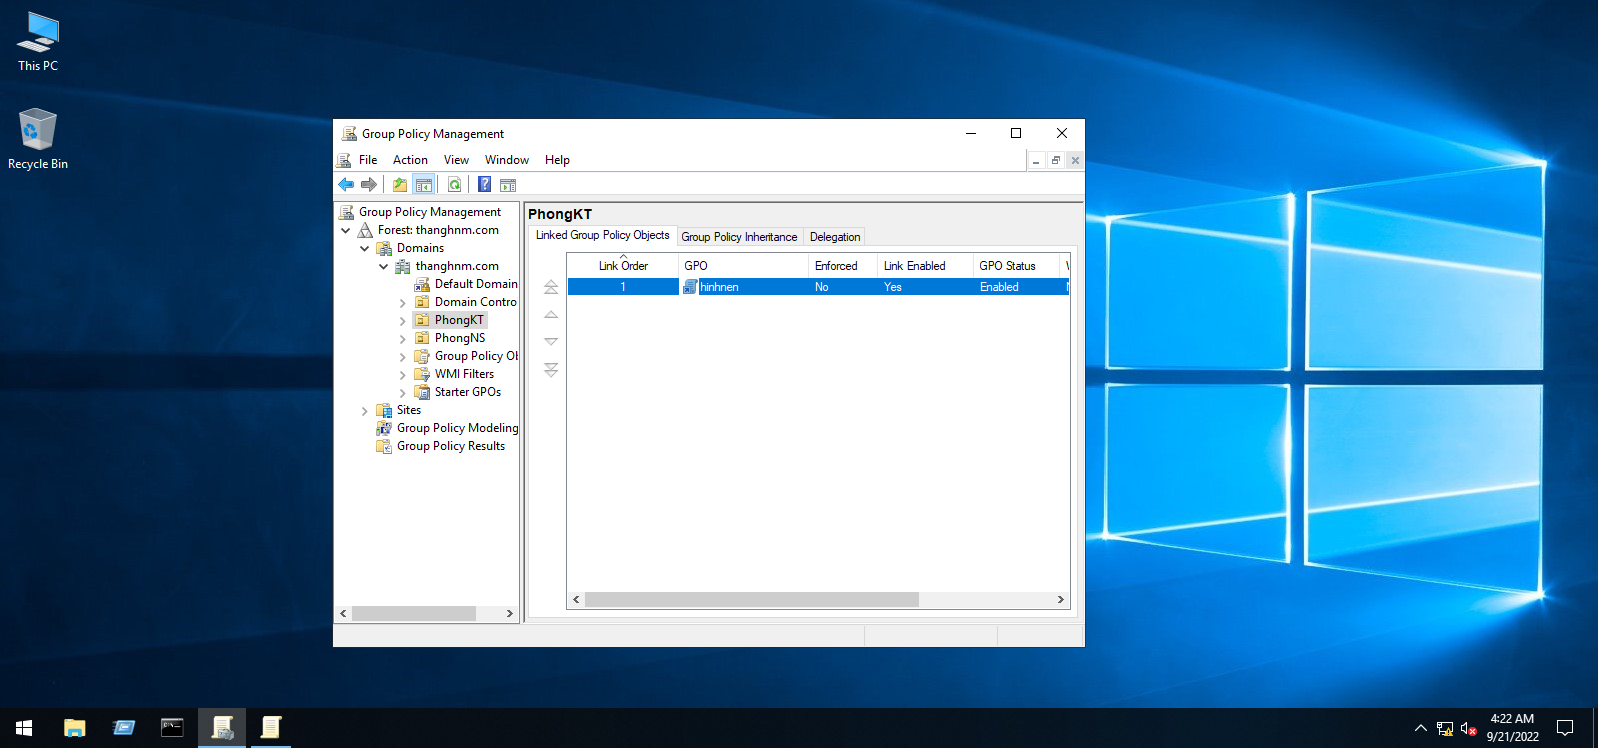 This PC
Recycle Bin
Group Policy Management
File Action View Window Help
Group Policy Management
Forest: thanghnm.com
Domains
thanghnm.com
Default Domain
Domain Contro
PhongKT
PhongNS
Group Policy Ob
WMI Filters
Starter GPOs
Sites
Group Policy Modeling
Group Policy Results
PhongKT
Linked Group Policy Objects Group Policy Inheritance Delegation
Link Order GPO Enforced Link Enabled GPO Status
1 hinhnen No Yes Enabled
4:22 AM
9/21/2022